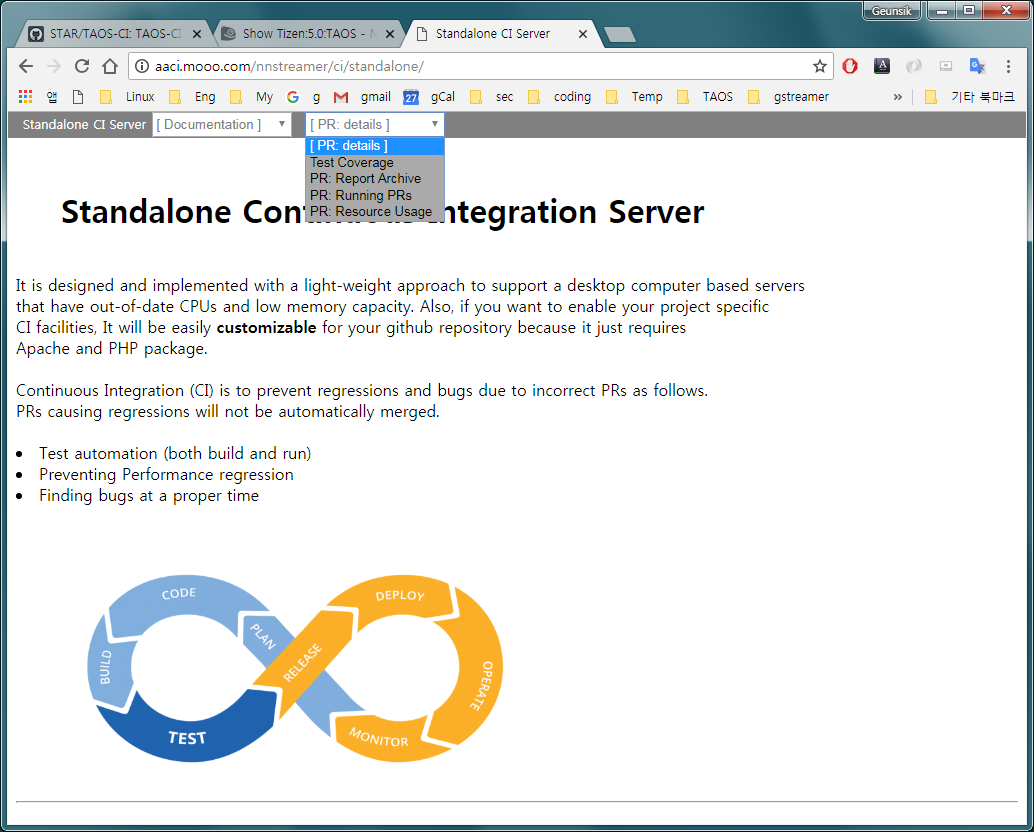 Geunsik
STAR/TAOS-CI: TAOS-CI
Show Tizen:5.0:TAOS - N
Standalone CI Server
aaci.mooo.com/nnstreamer/ci/standalone/
앱 Linux Eng My g gmail 27 gCal sec coding Temp TAOS gstreamer » 기타 북마크
Standalone CI Server [ Documentation ] [ PR: details ]
[ PR: details ]
Test Coverage
PR: Report Archive
PR: Running PRs
PR: Resource Usage
Standalone Continuous Integration Server
It is designed and implemented with a light-weight approach to support a desktop computer based servers
that have out-of-date CPUs and low memory capacity. Also, if you want to enable your project specific
CI facilities, It will be easily customizable for your github repository because it just requires
Apache and PHP package.
Continuous Integration (CI) is to prevent regressions and bugs due to incorrect PRs as follows.
PRs causing regressions will not be automatically merged.
• Test automation (both build and run)
• Preventing Performance regression
• Finding bugs at a proper time
CODE
DEPLOY
PLAN
RELEASE
BUILD
OPERATE
TEST
MONITOR